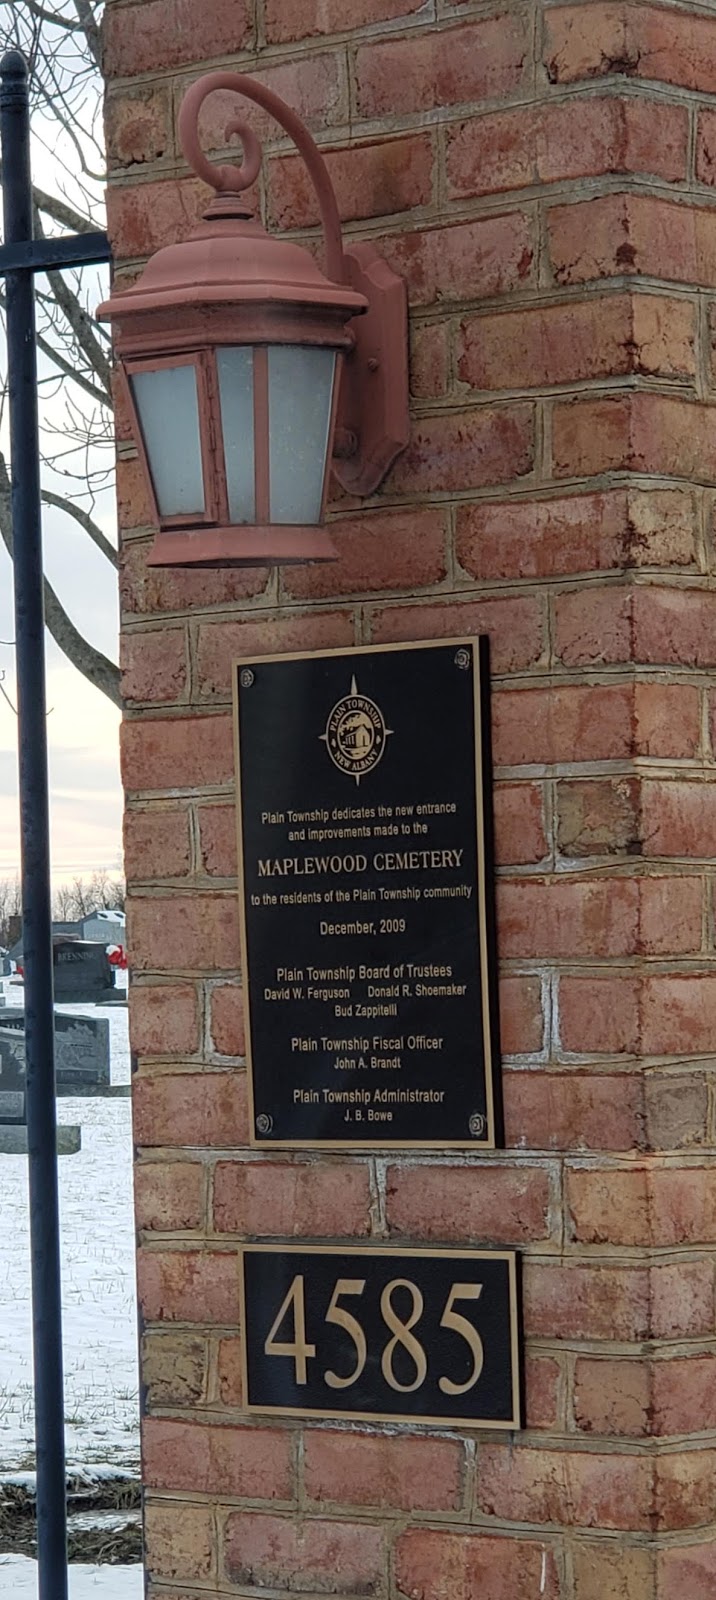 PLAIN TOWNSHIP
NEW ALBANY
Plain Township dedicates the new entrance
and improvements made to the
MAPLEWOOD CEMETERY
to the residents of the Plain Township community
December, 2009
Plain Township Board of Trustees
David W. Ferguson Donald R. Shoemaker
Bud Zappitelli
Plain Township Fiscal Officer
John A. Brandt
Plain Township Administrator
J. B. Bowe
4585